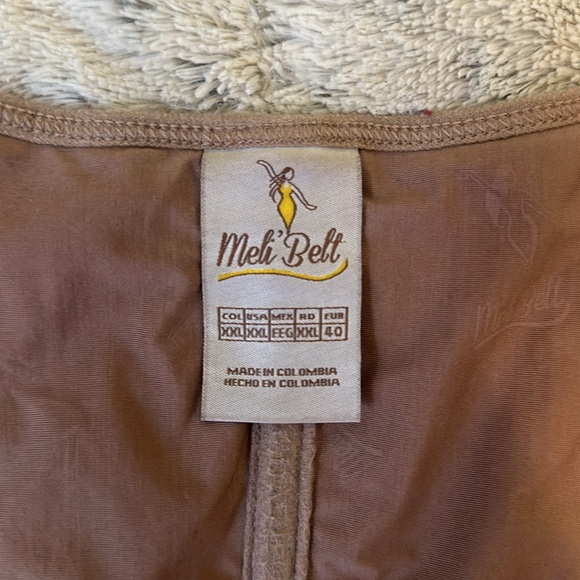 Meli' Belt
COL USA MEX RD EUR
XXL XXL EEG XXL 40
MADE IN COLOMBIA
HECHO EN COLOMBIA